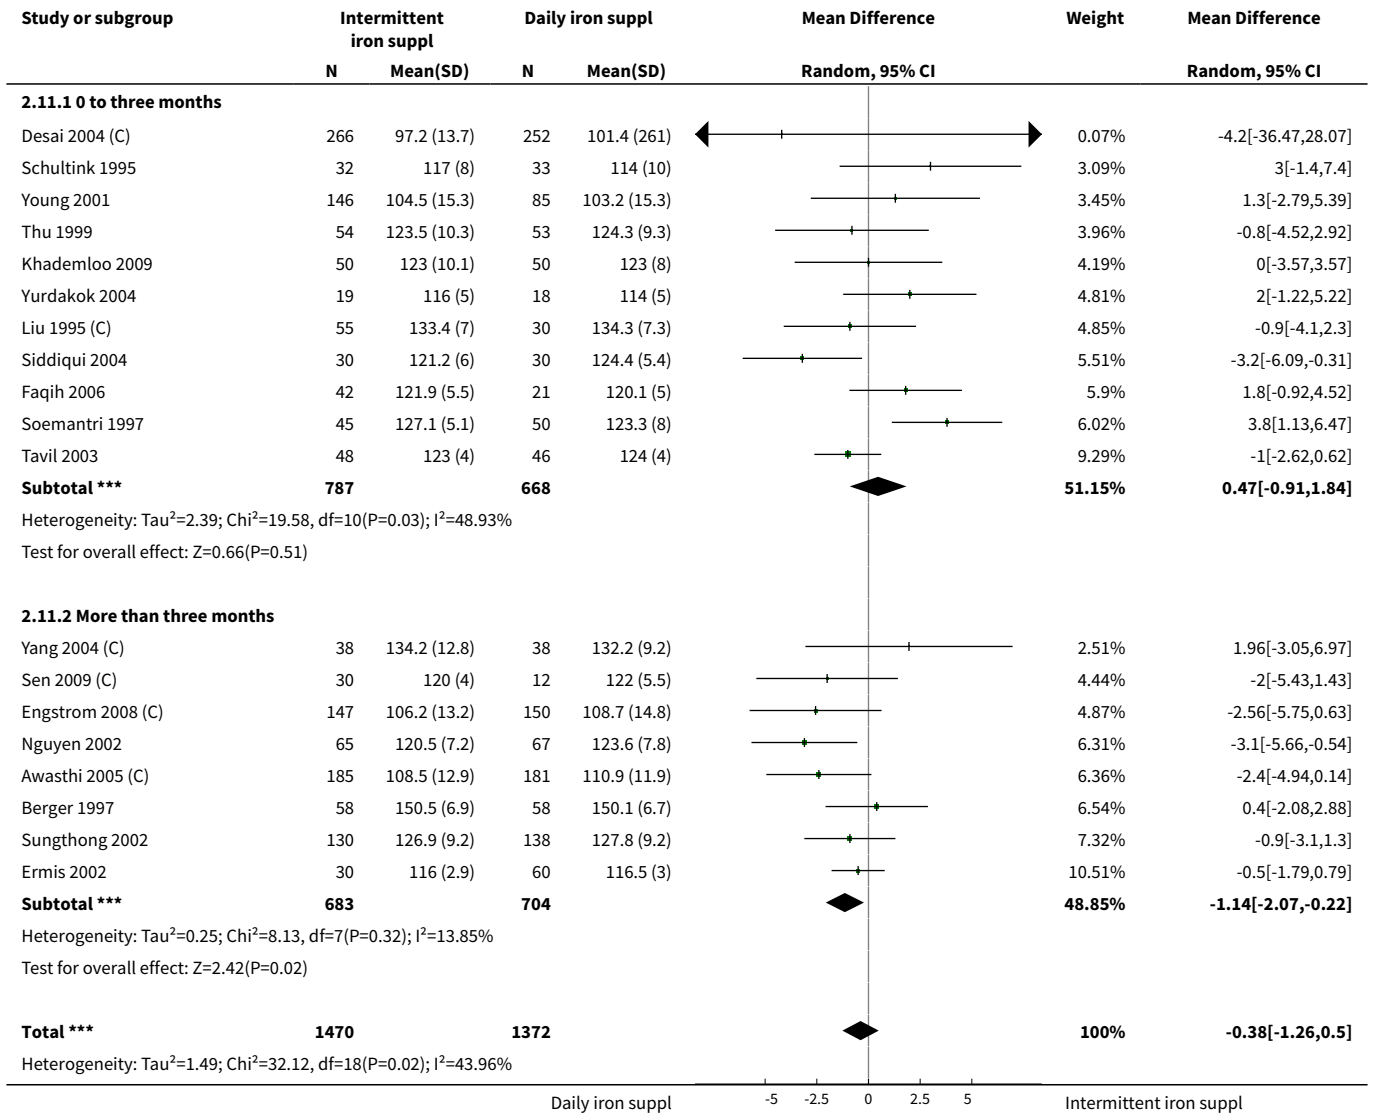 Study or subgroup Intermittent iron suppl Daily iron suppl Mean Difference Weight Mean Difference
N Mean(SD) N Mean(SD) Random, 95% CI Random, 95% CI
2.11.1 0 to three months
Desai 2004 (C) 266 97.2 (13.7) 252 101.4 (261) 0.07% -4.2[-36.47,28.07]
Schultink 1995 32 117 (8) 33 114 (10) 3.09% 3[-1.4,7.4]
Young 2001 146 104.5 (15.3) 85 103.2 (15.3) 3.45% 1.3[-2.79,5.39]
Thu 1999 54 123.5 (10.3) 53 124.3 (9.3) 3.96% -0.8[-4.52,2.92]
Khademloo 2009 50 123 (10.1) 50 123 (8) 4.19% 0[-3.57,3.57]
Yurdakok 2004 19 116 (5) 18 114 (5) 4.81% 2[-1.22,5.22]
Liu 1995 (C) 55 133.4 (7) 30 134.3 (7.3) 4.85% -0.9[-4.1,2.3]
Siddiqui 2004 30 121.2 (6) 30 124.4 (5.4) 5.51% -3.2[-6.09,-0.31]
Faqih 2006 42 121.9 (5.5) 21 120.1 (5) 5.9% 1.8[-0.92,4.52]
Soemantri 1997 45 127.1 (5.1) 50 123.3 (8) 6.02% 3.8[1.13,6.47]
Tavil 2003 48 123 (4) 46 124 (4) 9.29% -1[-2.62,0.62]
Subtotal *** 787 668 51.15% 0.47[-0.91,1.84]
Heterogeneity: Tau²=2.39; Chi²=19.58, df=10(P=0.03); I²=48.93%
Test for overall effect: Z=0.66(P=0.51)
2.11.2 More than three months
Yang 2004 (C) 38 134.2 (12.8) 38 132.2 (9.2) 2.51% 1.96[-3.05,6.97]
Sen 2009 (C) 30 120 (4) 12 122 (5.5) 4.44% -2[-5.43,1.43]
Engstrom 2008 (C) 147 106.2 (13.2) 150 108.7 (14.8) 4.87% -2.56[-5.75,0.63]
Nguyen 2002 65 120.5 (7.2) 67 123.6 (7.8) 6.31% -3.1[-5.66,-0.54]
Awasthi 2005 (C) 185 108.5 (12.9) 181 110.9 (11.9) 6.36% -2.4[-4.94,0.14]
Berger 1997 58 150.5 (6.9) 58 150.1 (6.7) 6.54% 0.4[-2.08,2.88]
Sungthong 2002 130 126.9 (9.2) 138 127.8 (9.2) 7.32% -0.9[-3.1,1.3]
Ermis 2002 30 116 (2.9) 60 116.5 (3) 10.51% -0.5[-1.79,0.79]
Subtotal *** 683 704 48.85% -1.14[-2.07,-0.22]
Heterogeneity: Tau²=0.25; Chi²=8.13, df=7(P=0.32); I²=13.85%
Test for overall effect: Z=2.42(P=0.02)
Total *** 1470 1372 100% -0.38[-1.26,0.5]
Heterogeneity: Tau²=1.49; Chi²=32.12, df=18(P=0.02); I²=43.96%
Daily iron suppl -5 -2.5 0 2.5 5 Intermittent iron suppl